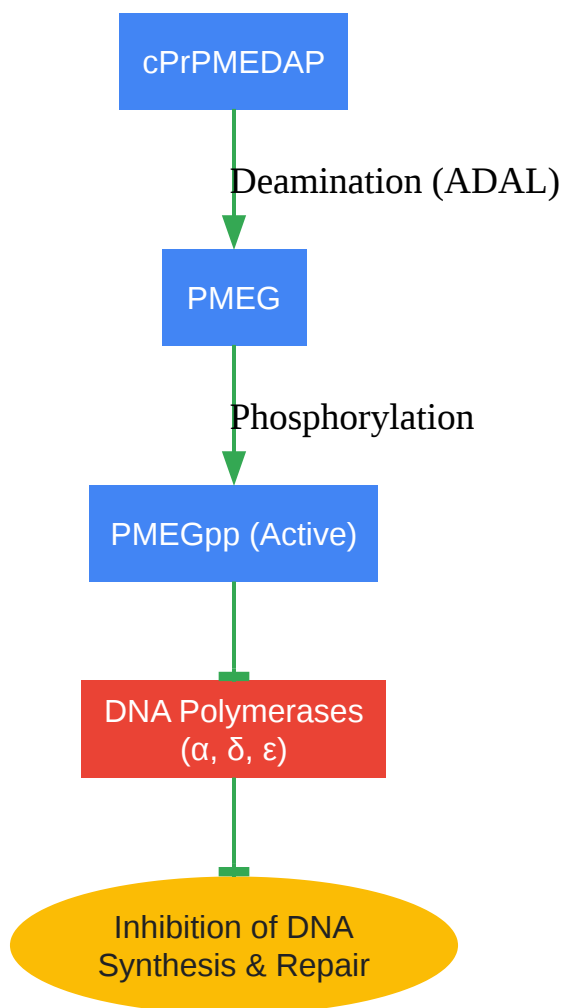 cPrPMEDAP
Deamination (ADAL)
PMEG
Phosphorylation
PMEGpp (Active)
DNA Polymerases
(α, δ, ε)
Inhibition of DNA
Synthesis & Repair